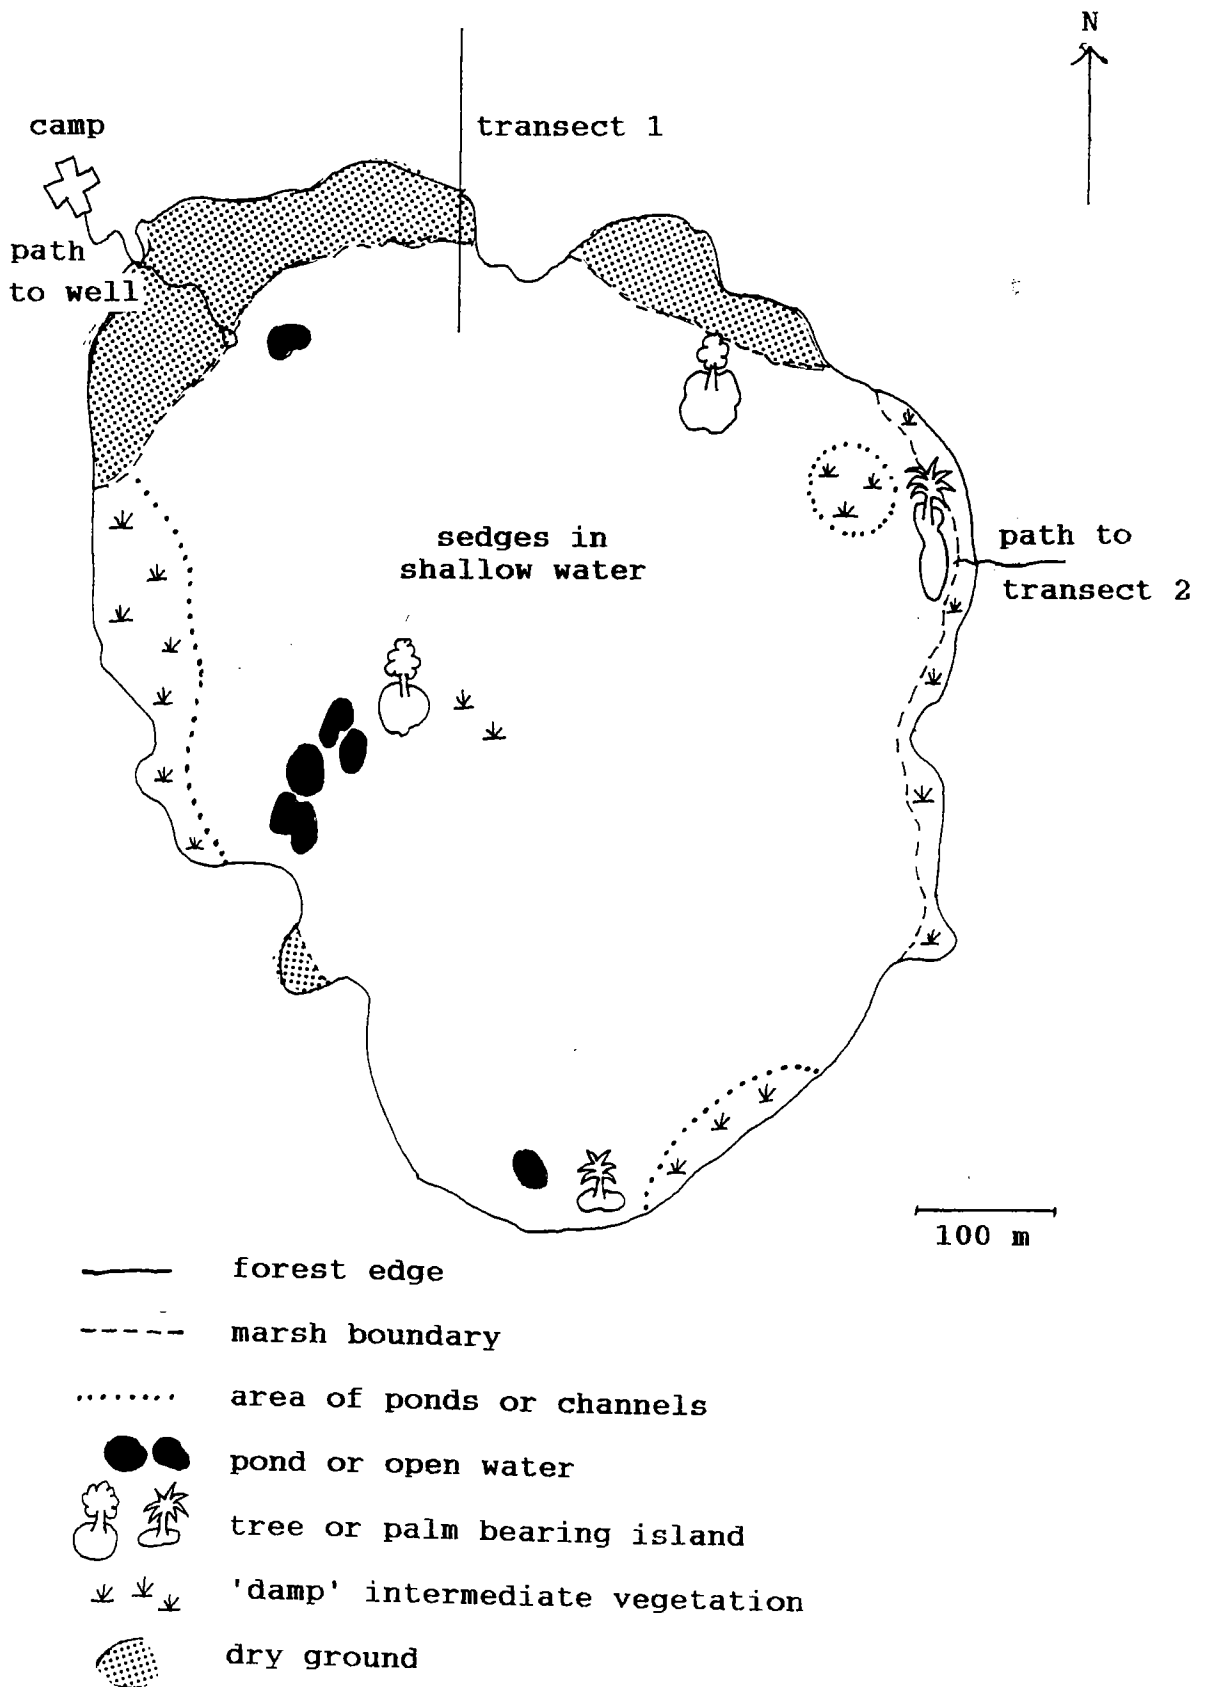 N
camp
transect 1
path
to well
sedges in
shallow water
path to
transect 2
100 m
forest edge
marsh boundary
area of ponds or channels
pond or open water
tree or palm bearing island
'damp' intermediate vegetation
dry ground